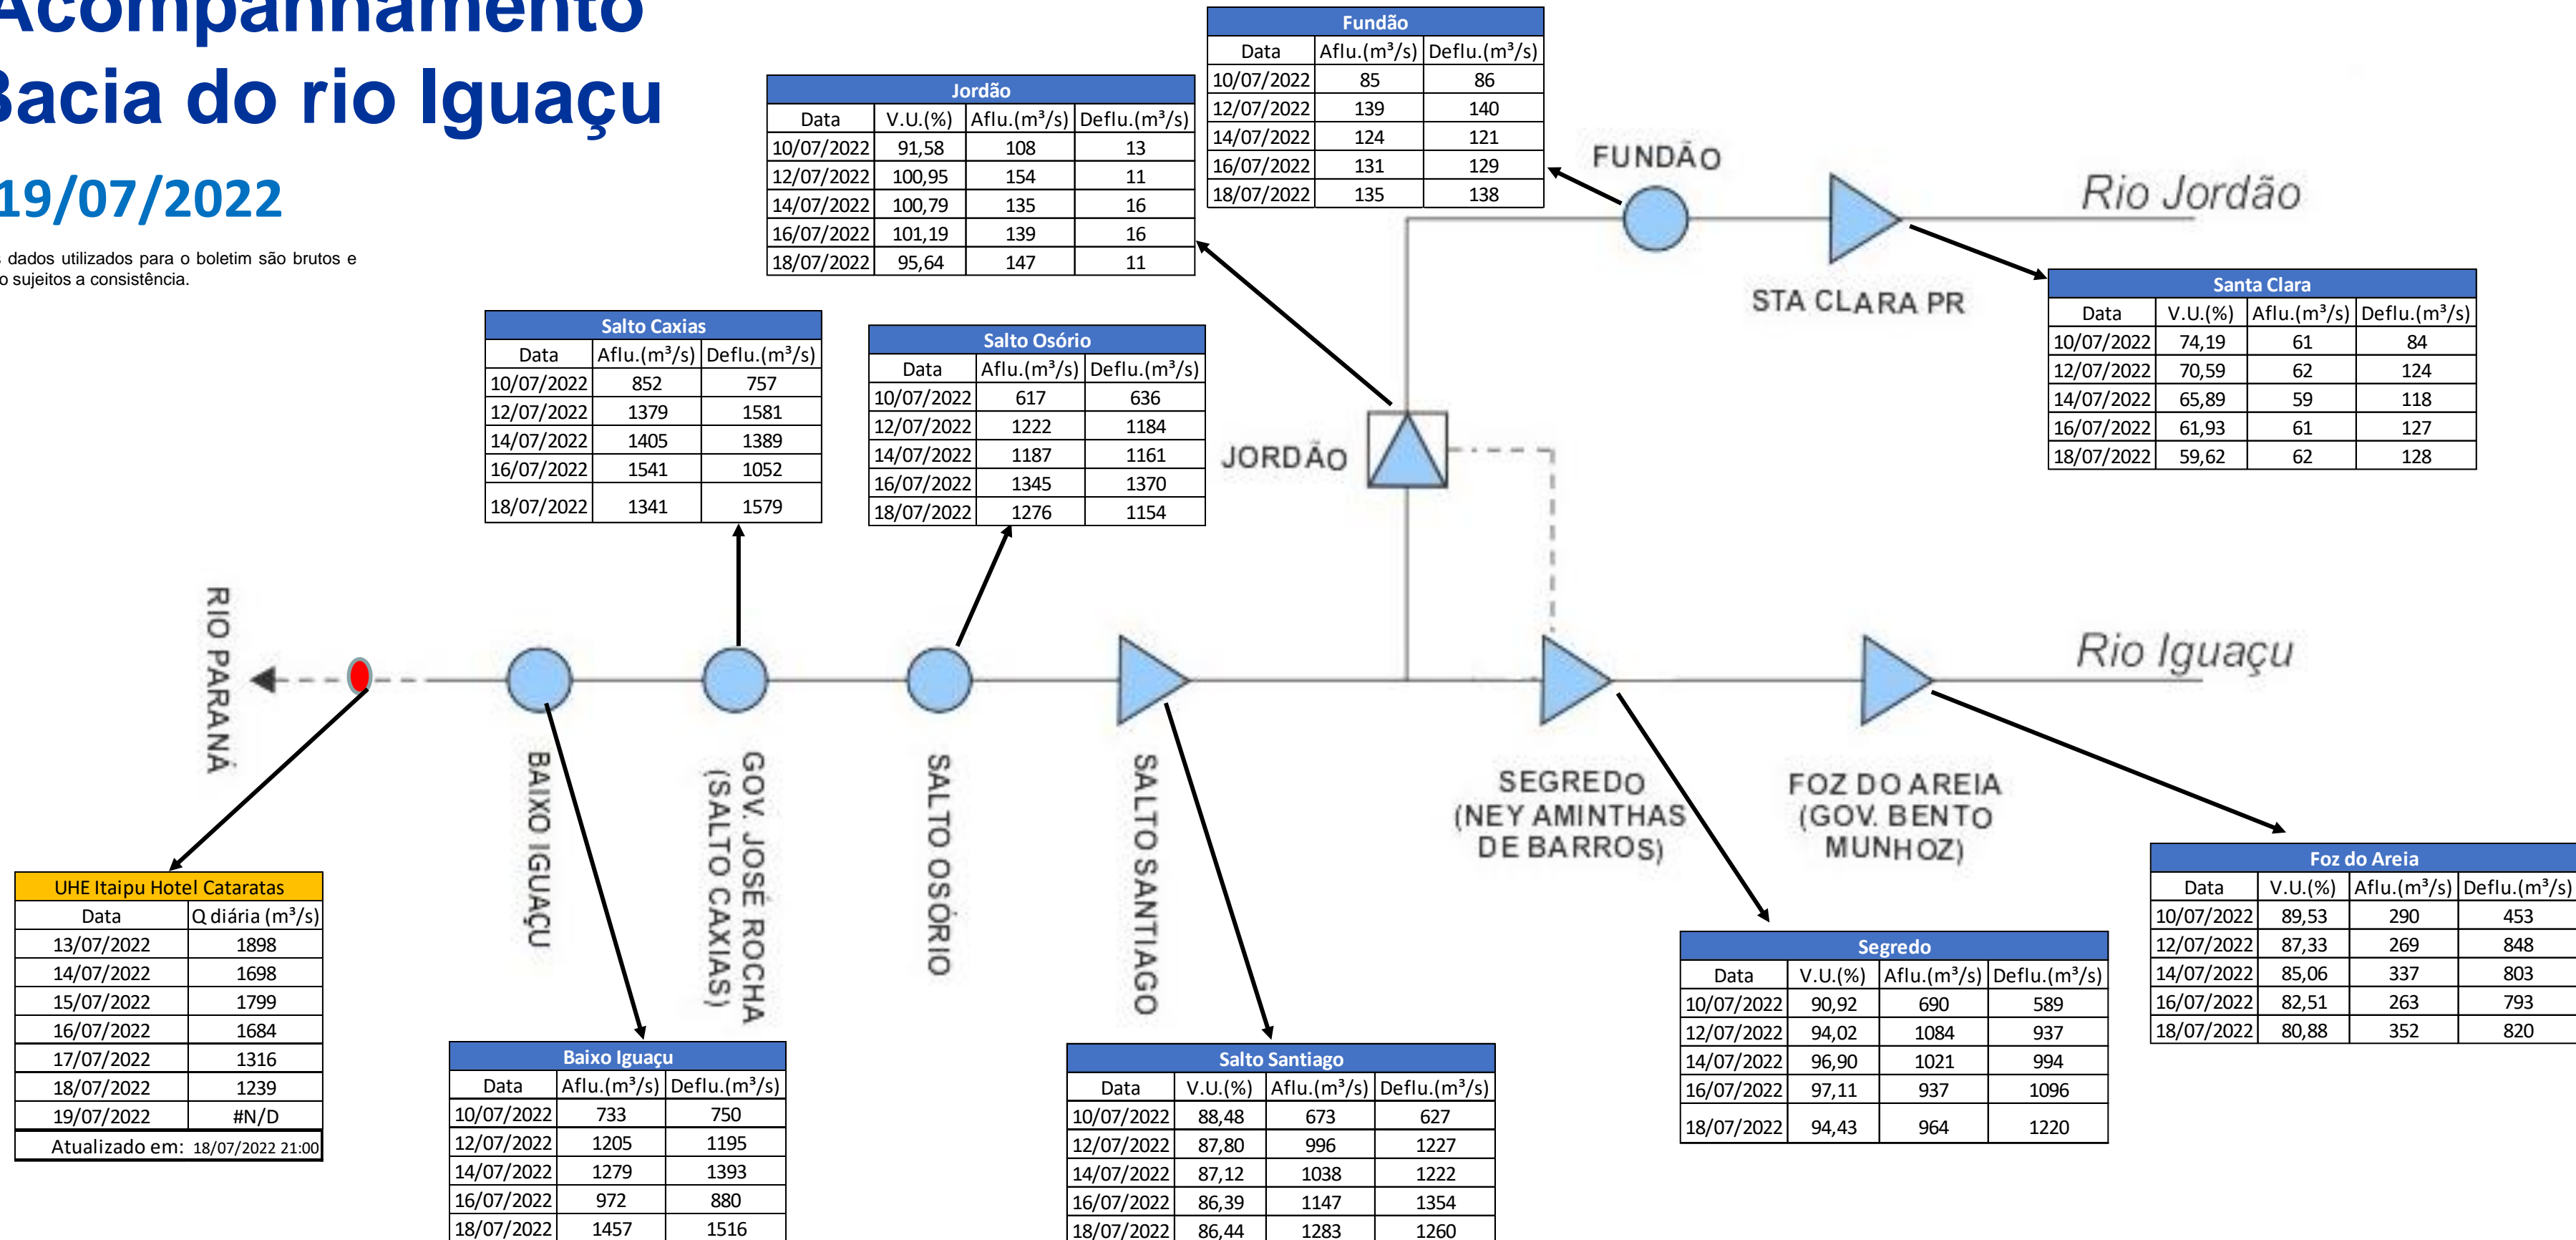 Acompanhamento
Bacia do rio Iguaçu
19/07/2022
s dados utilizados para o boletim são brutos e
o sujeitos a consistência.
Fundão
Data Aflu.(m³/s) Deflu.(m³/s)
10/07/2022 85 86
12/07/2022 139 140
14/07/2022 124 121
16/07/2022 131 129
18/07/2022 135 138
Jordão
Data V.U.(%) Aflu.(m³/s) Deflu.(m³/s)
10/07/2022 91,58 108 13
12/07/2022 100,95 154 11
14/07/2022 100,79 135 16
16/07/2022 101,19 139 16
18/07/2022 95,64 147 11
FUNDÃO
Rio Jordão
STA CLARA PR
Santa Clara
Data V.U.(%) Aflu.(m³/s) Deflu.(m³/s)
10/07/2022 74,19 61 84
12/07/2022 70,59 62 124
14/07/2022 65,89 59 118
16/07/2022 61,93 61 127
18/07/2022 59,62 62 128
Salto Caxias
Data Aflu.(m³/s) Deflu.(m³/s)
10/07/2022 852 757
12/07/2022 1379 1581
14/07/2022 1405 1389
16/07/2022 1541 1052
18/07/2022 1341 1579
Salto Osório
Data Aflu.(m³/s) Deflu.(m³/s)
10/07/2022 617 636
12/07/2022 1222 1184
14/07/2022 1187 1161
16/07/2022 1345 1370
18/07/2022 1276 1154
JORDÃO
RIO PARANÁ
Rio Iguaçu
BAIXO IGUAÇU
GOV. JOSÉ ROCHA
(SALTO CAXIAS)
SALTO OSÓRIO
SALTO SANTIAGO
SEGREDO
(NEY AMINTHAS
DE BARROS)
FOZ DO AREIA
(GOV. BENTO
MUNHOZ)
UHE Itaipu Hotel Cataratas
Data Q diária (m³/s)
13/07/2022 1898
14/07/2022 1698
15/07/2022 1799
16/07/2022 1684
17/07/2022 1316
18/07/2022 1239
19/07/2022 #N/D
Atualizado em: 18/07/2022 21:00
Baixo Iguaçu
Data Aflu.(m³/s) Deflu.(m³/s)
10/07/2022 733 750
12/07/2022 1205 1195
14/07/2022 1279 1393
16/07/2022 972 880
18/07/2022 1457 1516
Salto Santiago
Data V.U.(%) Aflu.(m³/s) Deflu.(m³/s)
10/07/2022 88,48 673 627
12/07/2022 87,80 996 1227
14/07/2022 87,12 1038 1222
16/07/2022 86,39 1147 1354
18/07/2022 86,44 1283 1260
Segredo
Data V.U.(%) Aflu.(m³/s) Deflu.(m³/s)
10/07/2022 90,92 690 589
12/07/2022 94,02 1084 937
14/07/2022 96,90 1021 994
16/07/2022 97,11 937 1096
18/07/2022 94,43 964 1220
Foz do Areia
Data V.U.(%) Aflu.(m³/s) Deflu.(m³/s)
10/07/2022 89,53 290 453
12/07/2022 87,33 269 848
14/07/2022 85,06 337 803
16/07/2022 82,51 263 793
18/07/2022 80,88 352 820